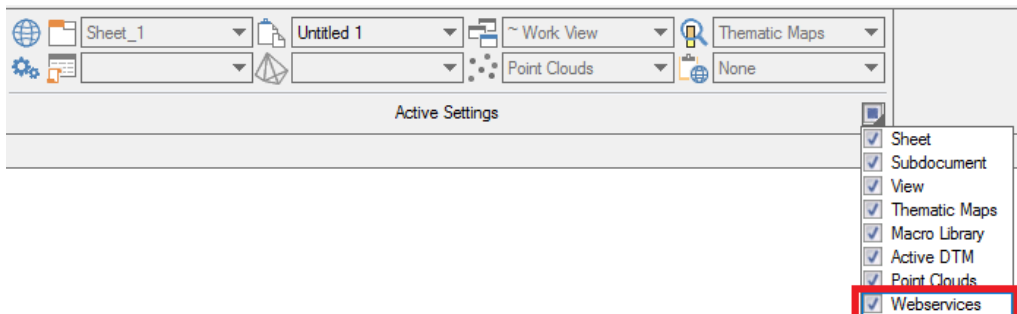 Sheet_1 Untitled 1 ~ Work View Thematic Maps
Point Clouds None
Active Settings
Sheet
Subdocument
View
Thematic Maps
Macro Library
Active DTM
Point Clouds
Webservices